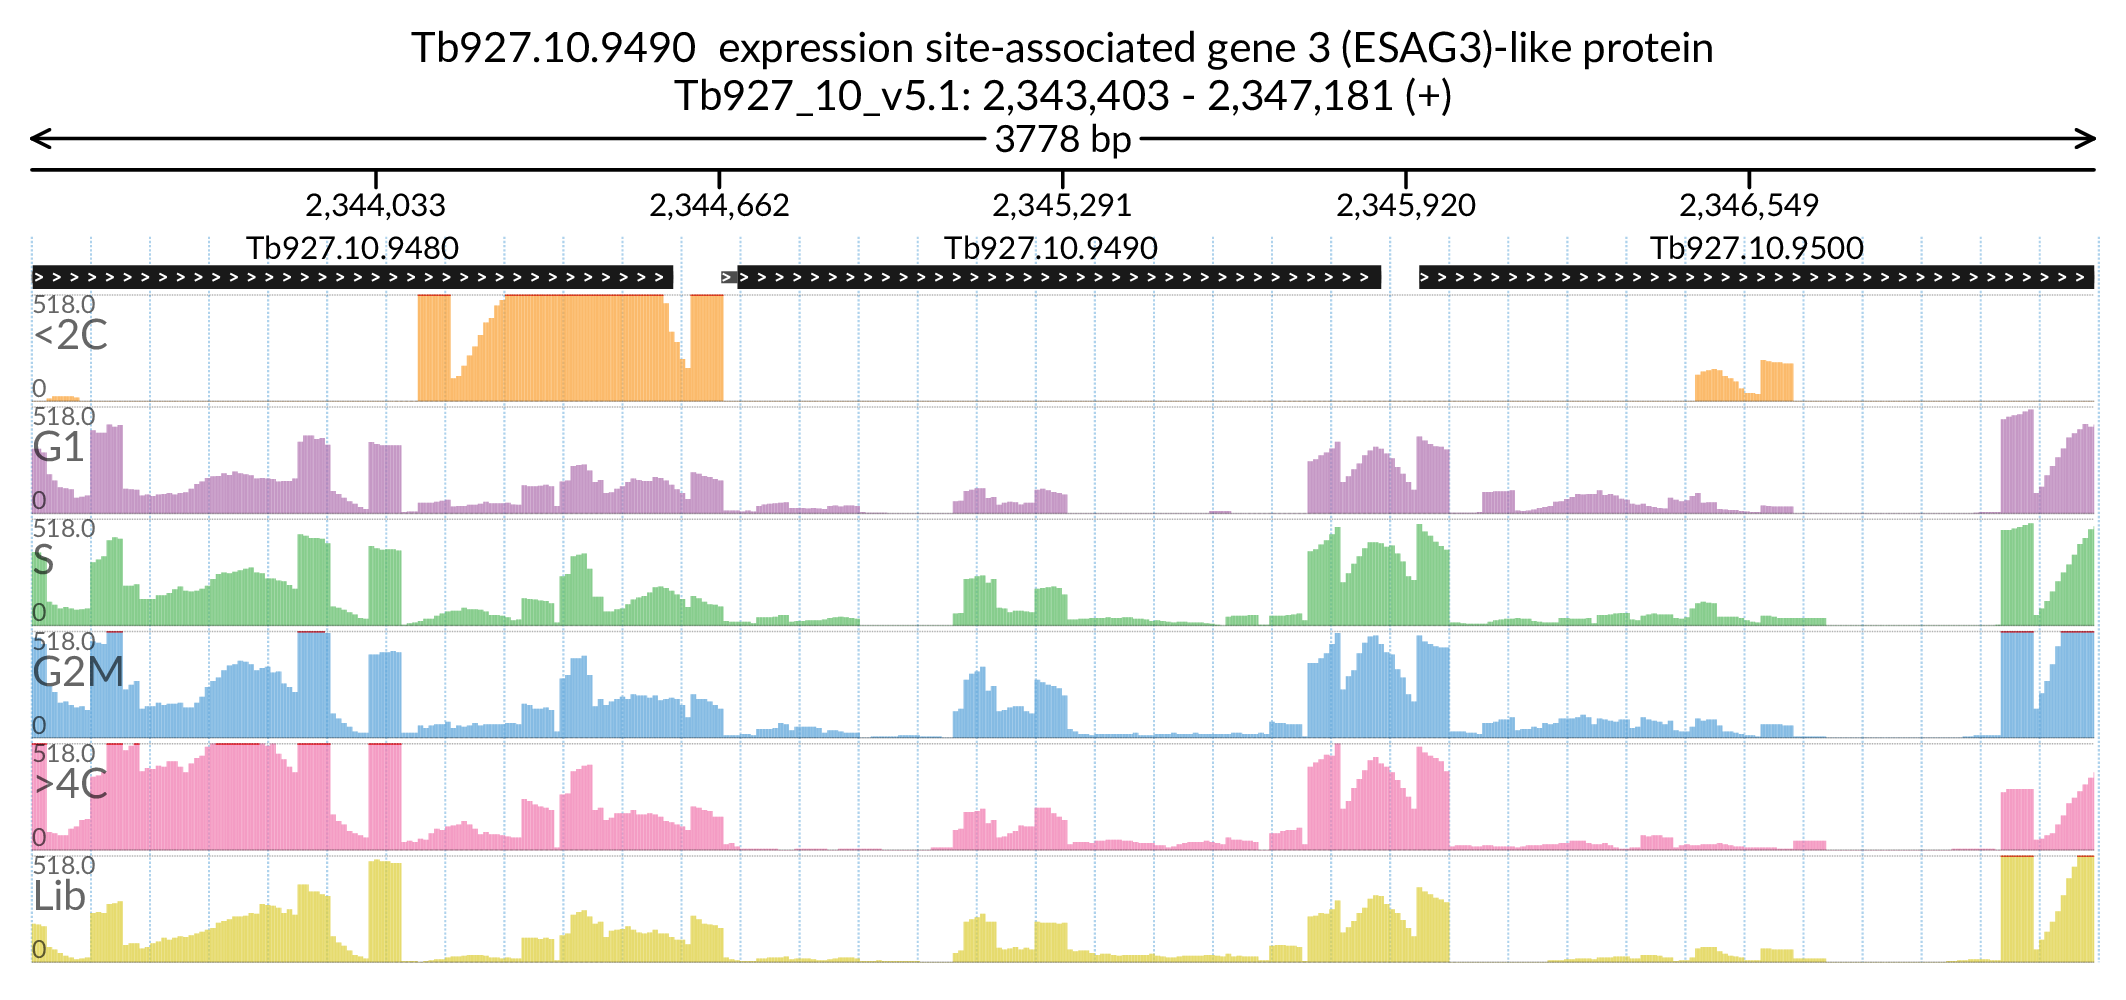 Tb927.10.9490  expression site-associated gene 3 (ESAG3)-like protein
Tb927_10_v5.1: 2,343,403 - 2,347,181 (+)
3778 bp
2,344,033 2,344,662 2,345,291 2,345,920 2,346,549
Tb927.10.9480 Tb927.10.9490 Tb927.10.9500
518.0
<2C
0
518.0
G1
0
518.0
S
0
518.0
G2M
0
518.0
>4C
0
518.0
Lib
0